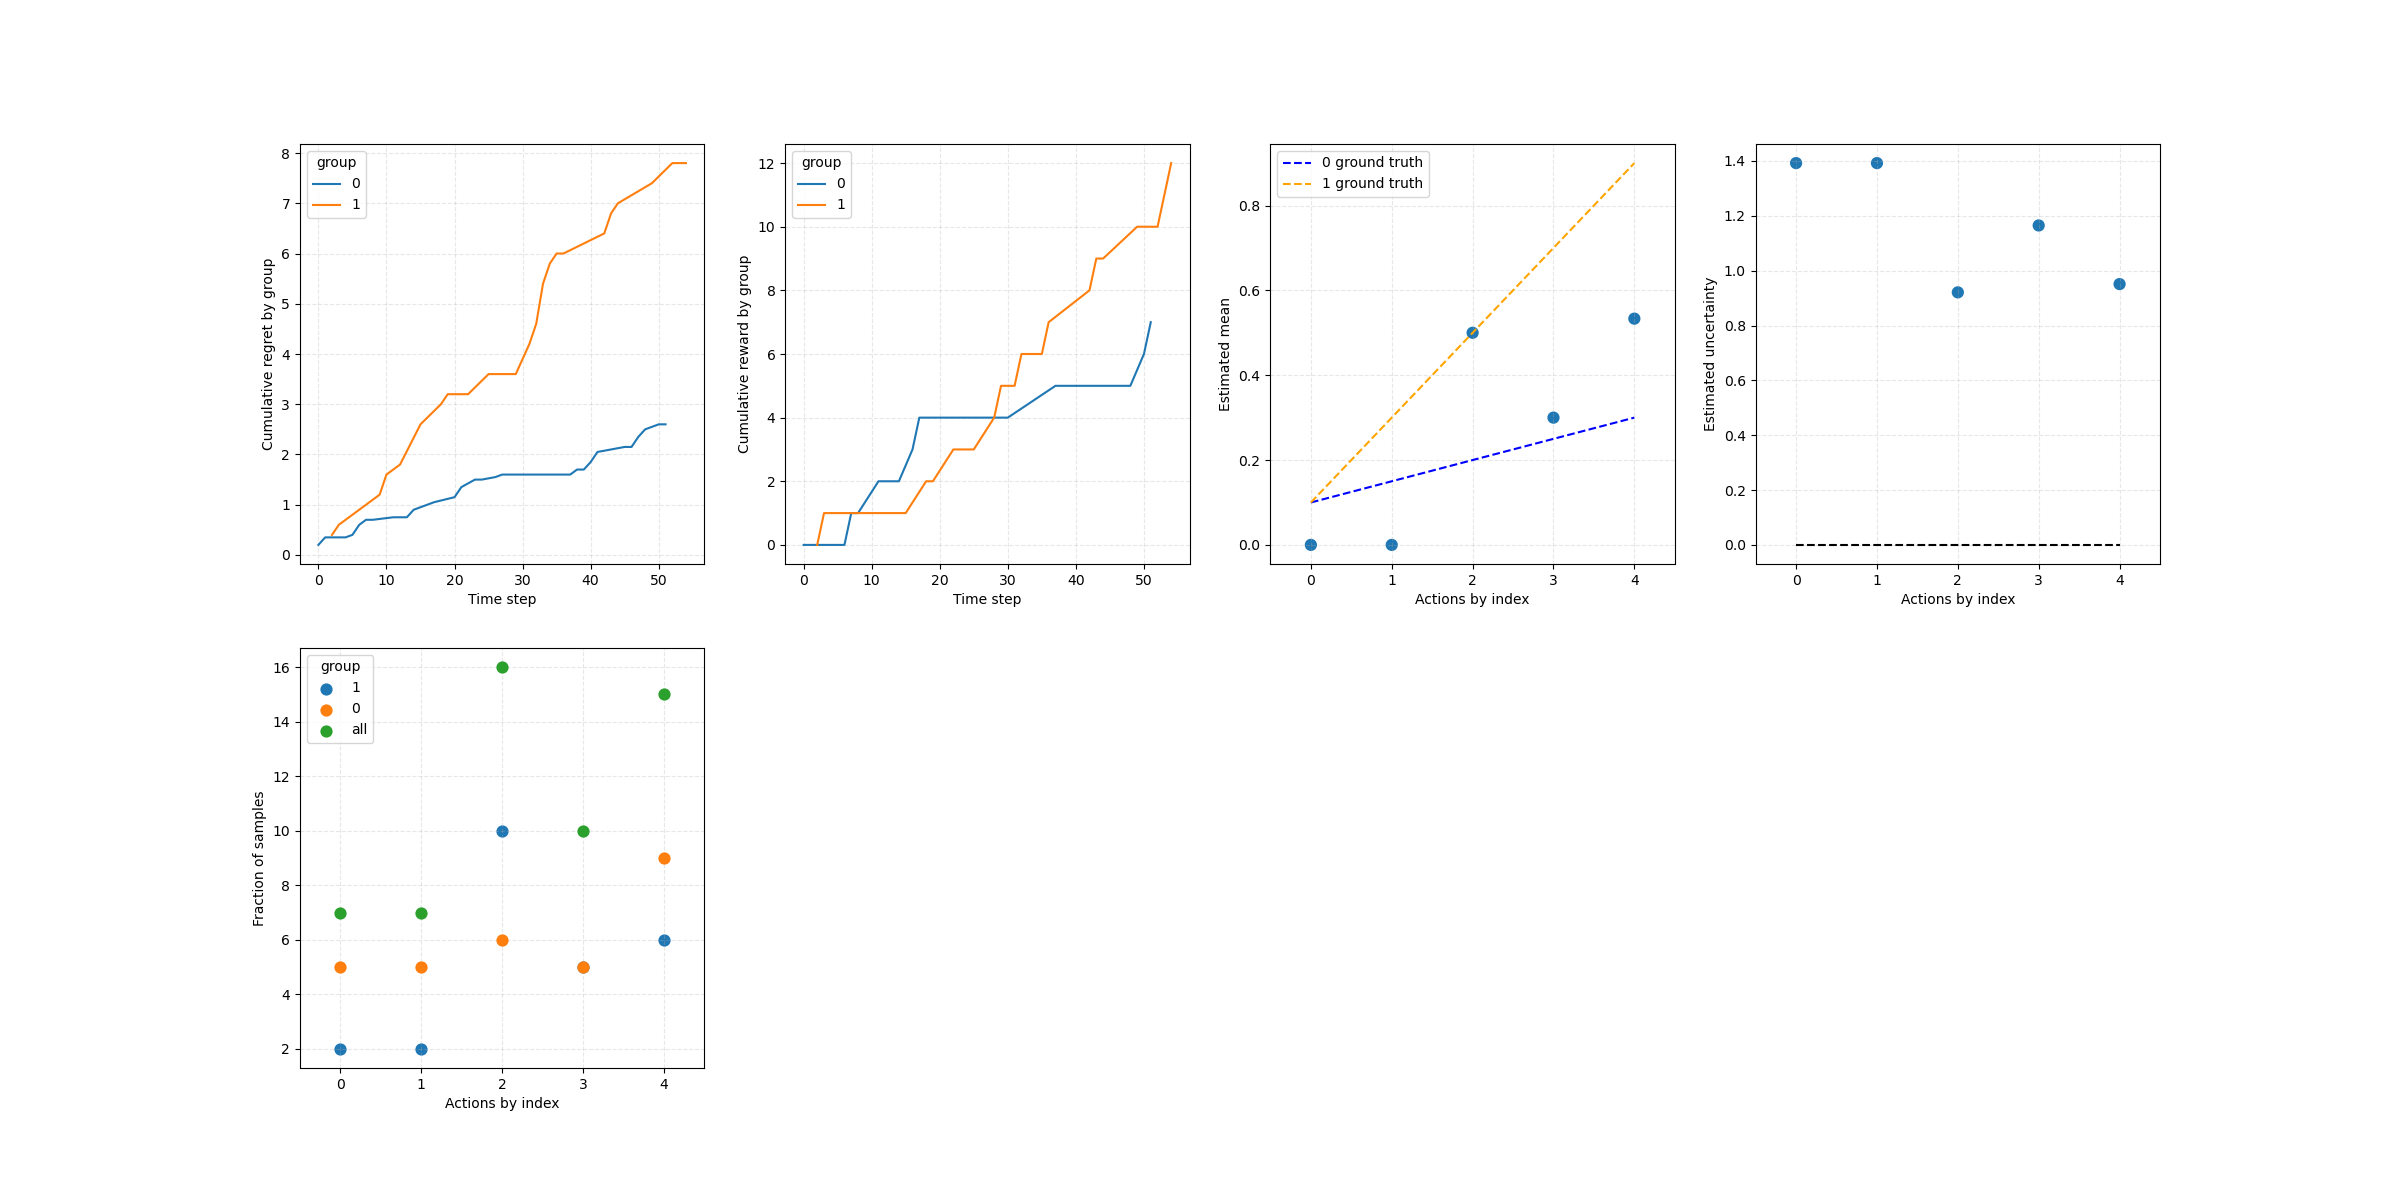 group
0
1
8
7
6
5
4
3
2
1
0
Cumulative regret by group
0 10 20 30 40 50
Time step
group
0
1
12
10
8
6
4
2
0
Cumulative reward by group
0 10 20 30 40 50
Time step
0 ground truth
1 ground truth
0.8
0.6
0.4
0.2
0.0
Estimated mean
0 1 2 3 4
Actions by index
1.4
1.2
1.0
0.8
0.6
0.4
0.2
0.0
Estimated uncertainty
0 1 2 3 4
Actions by index
group
1
0
all
16
14
12
10
8
6
4
2
Fraction of samples
0 1 2 3 4
Actions by index